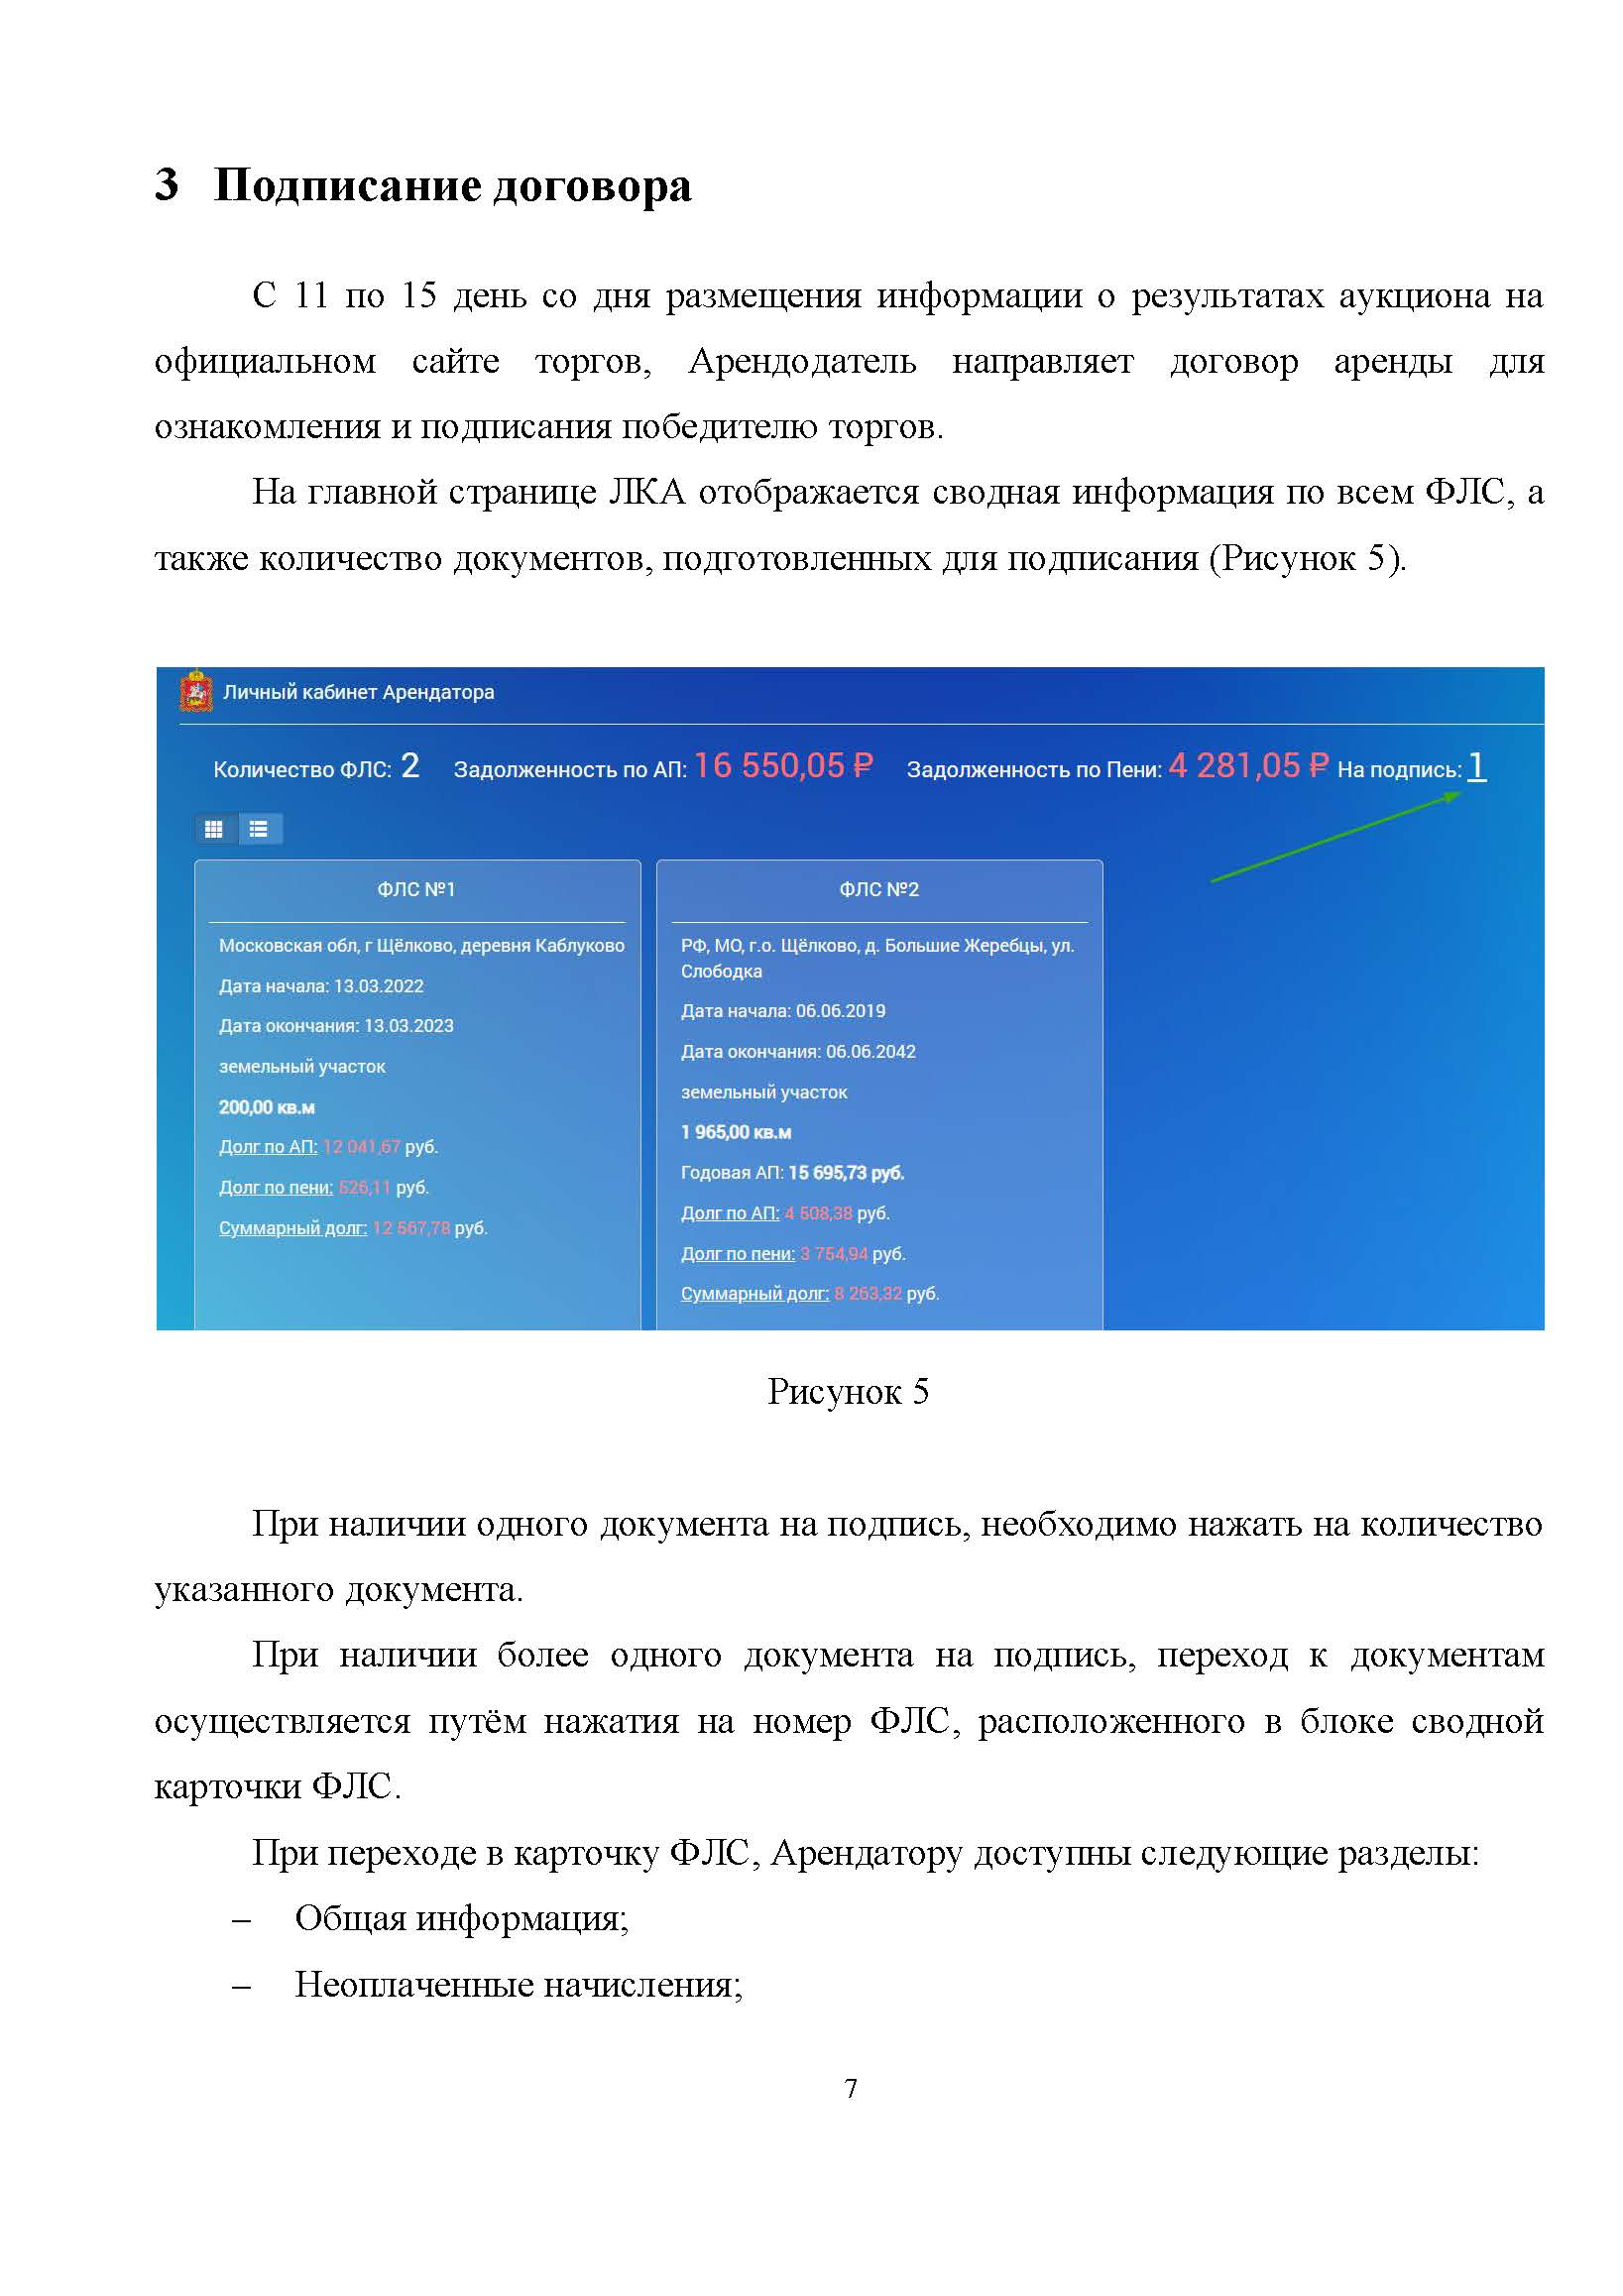 3 Подписание договора
С 11 по 15 день со дня размещения информации о результатах аукциона на
официальном сайте торгов, Арендодатель направляет договор аренды для
ознакомления и подписания победителю торгов.
На главной странице ЛКА отображается сводная информация по всем ФЛС, а
также количество документов, подготовленных для подписания (Рисунок 5).
Личный кабинет Арендатора
Количество ФЛС: 2 Задолженность по АП: 16 550,05 ₽ Задолженность по Пени: 4 281,05 ₽ На подпись: 1
ФЛС №1
Московская обл, г Щёлково, деревня Каблуково
Дата начала: 13.03.2022
Дата окончания: 13.03.2023
земельный участок
200,00 кв.м
Долг по АП: 12 041,67 руб.
Долг по пени: 526,11 руб.
Суммарный долг: 12 567,78 руб.
ФЛС №2
РФ, МО, г.о. Щёлково, д. Большие Жеребцы, ул.
Слободка
Дата начала: 06.06.2019
Дата окончания: 06.06.2042
земельный участок
1 965,00 кв.м
Годовая АП: 15 695,73 руб.
Долг по АП: 4 508,38 руб.
Долг по пени: 3 754,94 руб.
Суммарный долг: 8 263,32 руб.
Рисунок 5
При наличии одного документа на подпись, необходимо нажать на количество
указанного документа.
При наличии более одного документа на подпись, переход к документам
осуществляется путём нажатия на номер ФЛС, расположенного в блоке сводной
карточки ФЛС.
При переходе в карточку ФЛС, Арендатору доступны следующие разделы:
– Общая информация;
– Неоплаченные начисления;
7